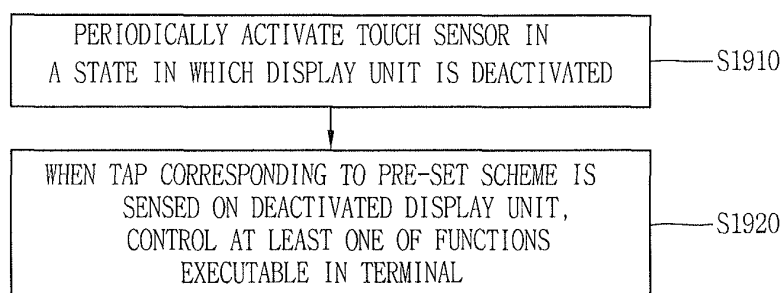 PERIODICALLY ACTIVATE TOUCH SENSOR IN
A STATE IN WHICH DISPLAY UNIT IS DEACTIVATED
S1910
WHEN TAP CORRESPONDING TO PRE-SET SCHEME IS
SENSED ON DEACTIVATED DISPLAY UNIT,
CONTROL AT LEAST ONE OF FUNCTIONS
EXECUTABLE IN TERMINAL
S1920